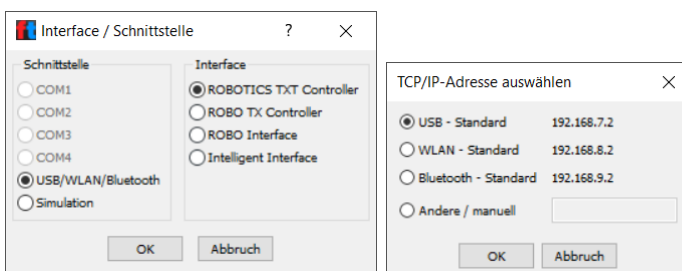 ft Interface / Schnittstelle ? ×
Schnittstelle
COM1
COM2
COM3
COM4
USB/WLAN/Bluetooth
Simulation
Interface
ROBOTICS TXT Controller
ROBO TX Controller
ROBO Interface
Intelligent Interface
OK Abbruch
TCP/IP-Adresse auswählen ×
USB - Standard 192.168.7.2
WLAN - Standard 192.168.8.2
Bluetooth - Standard 192.168.9.2
Andere / manuell
OK Abbruch